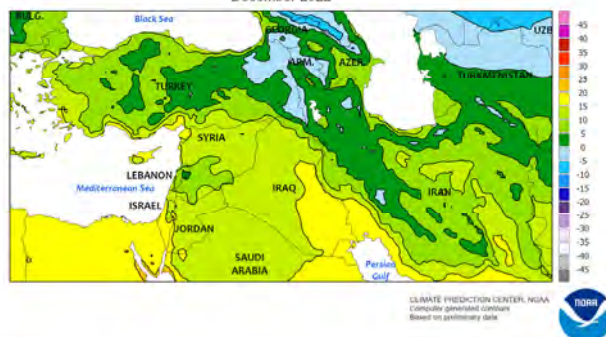 Black Sea
BULG.
GEORGIA
UZB
ARM.
AZER.
TURKMENISTAN
TURKEY
SYRIA
LEBANON
Mediterranean Sea
IRAQ
IRAN
ISRAEL
JORDAN
SAUDI
ARABIA
Persian
Gulf
45
40
35
30
25
20
15
10
5
0
-5
-10
-15
-20
-25
-30
-35
-40
-45
CLIMATE PREDICTION CENTER, NOAA
Computer generated contours
Based on preliminary data
NOAA